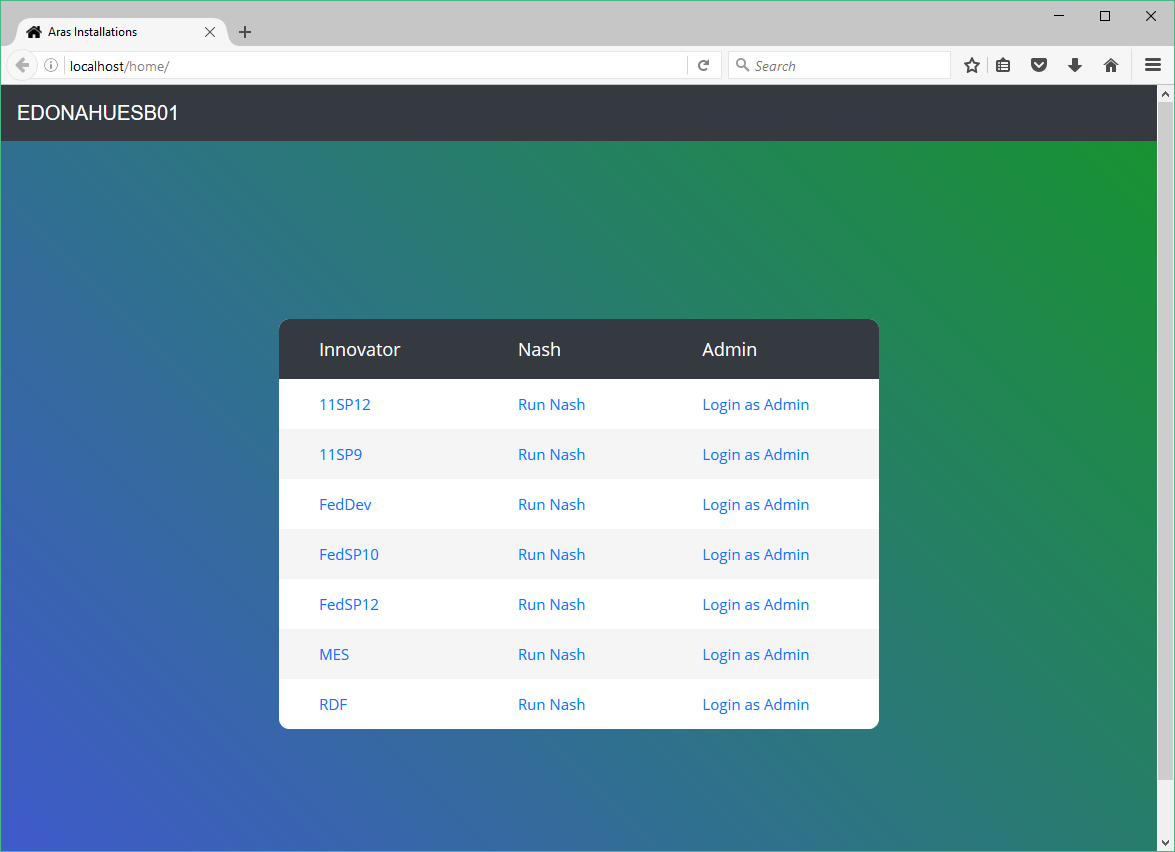 Aras Installations
localhost/home/
Search
EDONAHUESB01
Innovator Nash Admin
11SP12 Run Nash Login as Admin
11SP9 Run Nash Login as Admin
FedDev Run Nash Login as Admin
FedSP10 Run Nash Login as Admin
FedSP12 Run Nash Login as Admin
MES Run Nash Login as Admin
RDF Run Nash Login as Admin